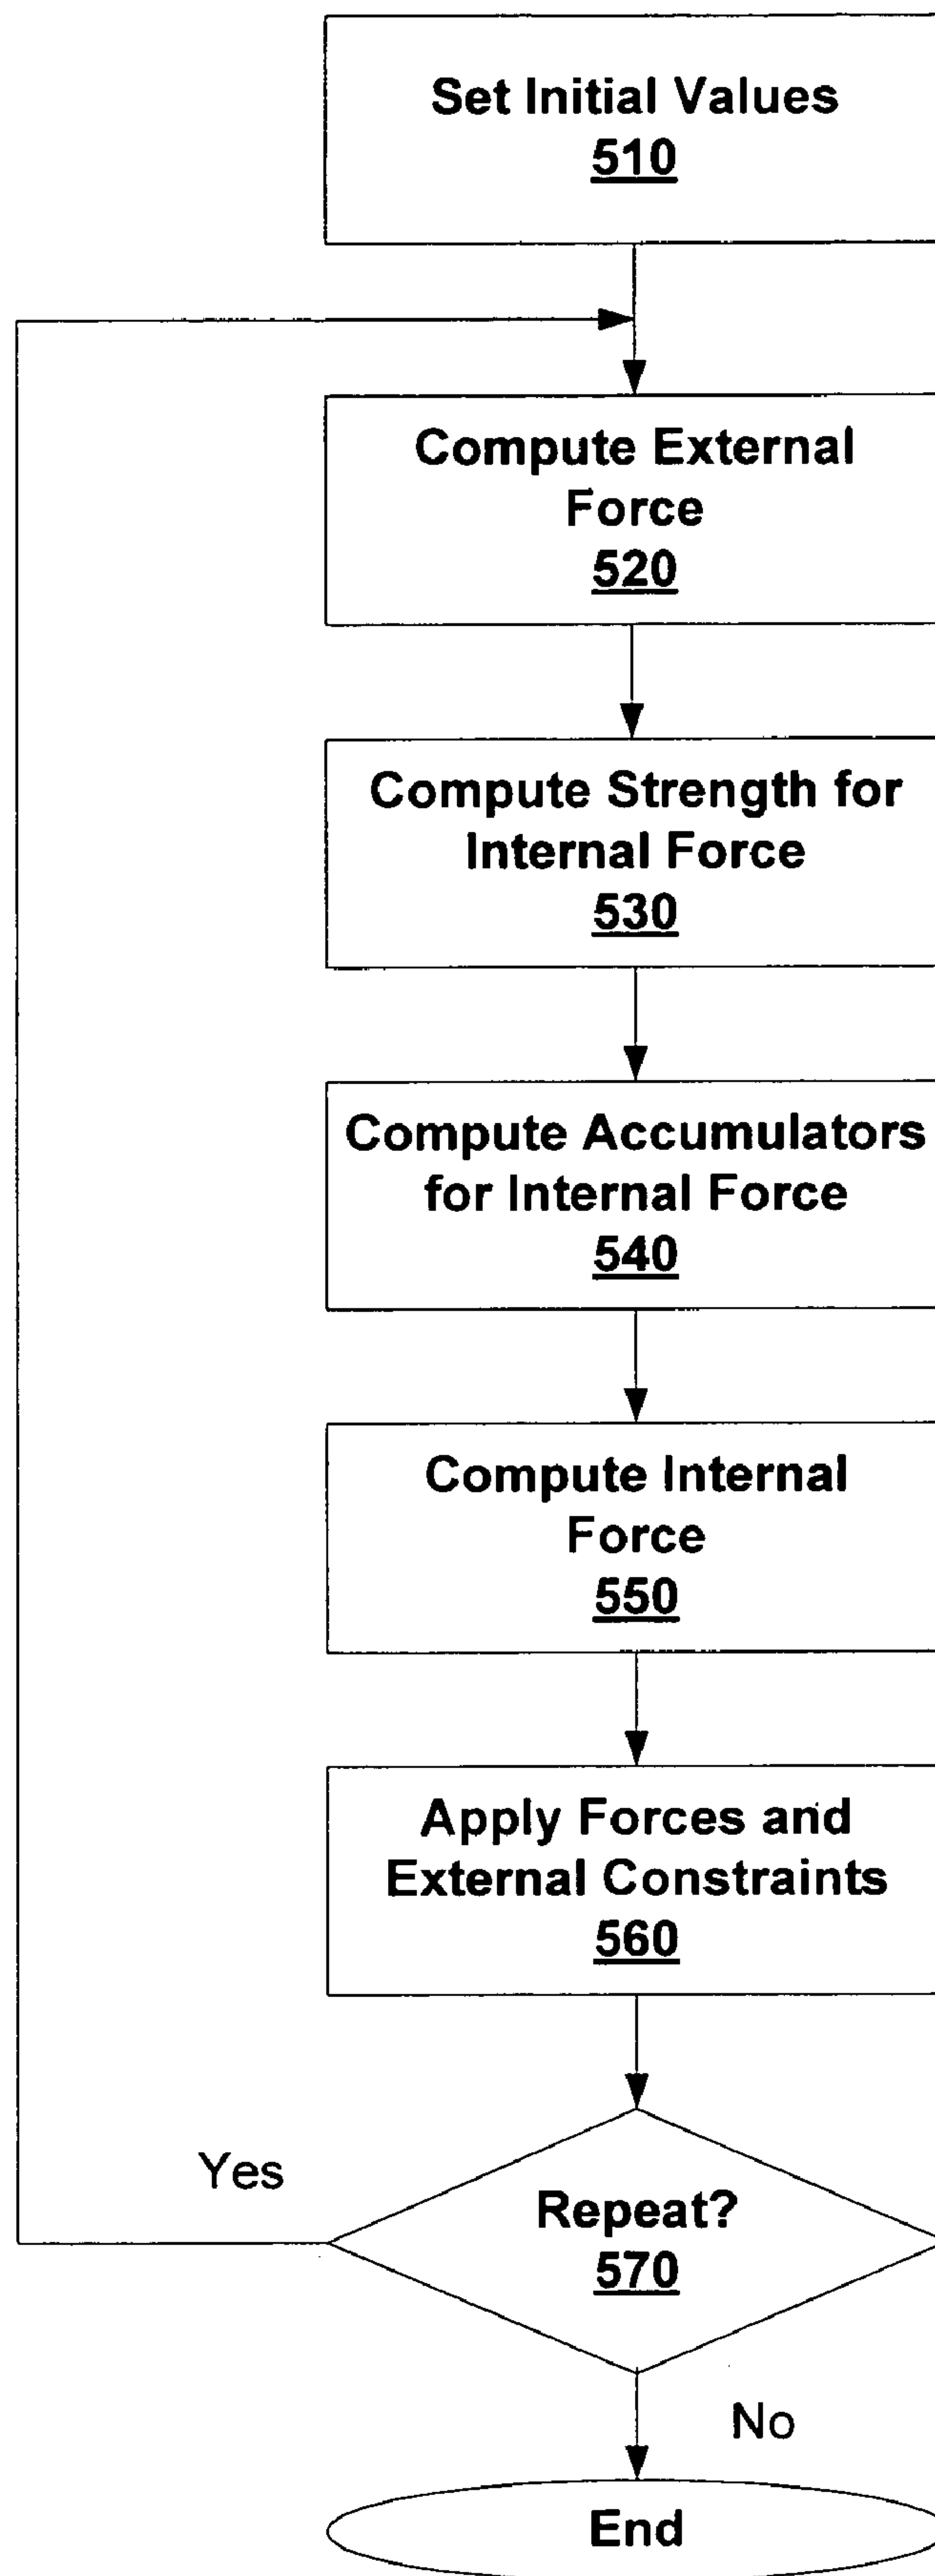 Set Initial Values
510
Compute External
Force
520
Compute Strength for
Internal Force
530
Compute Accumulators
for Internal Force
540
Compute Internal
Force
550
Apply Forces and
External Constraints
560
Yes
Repeat?
570
No
End